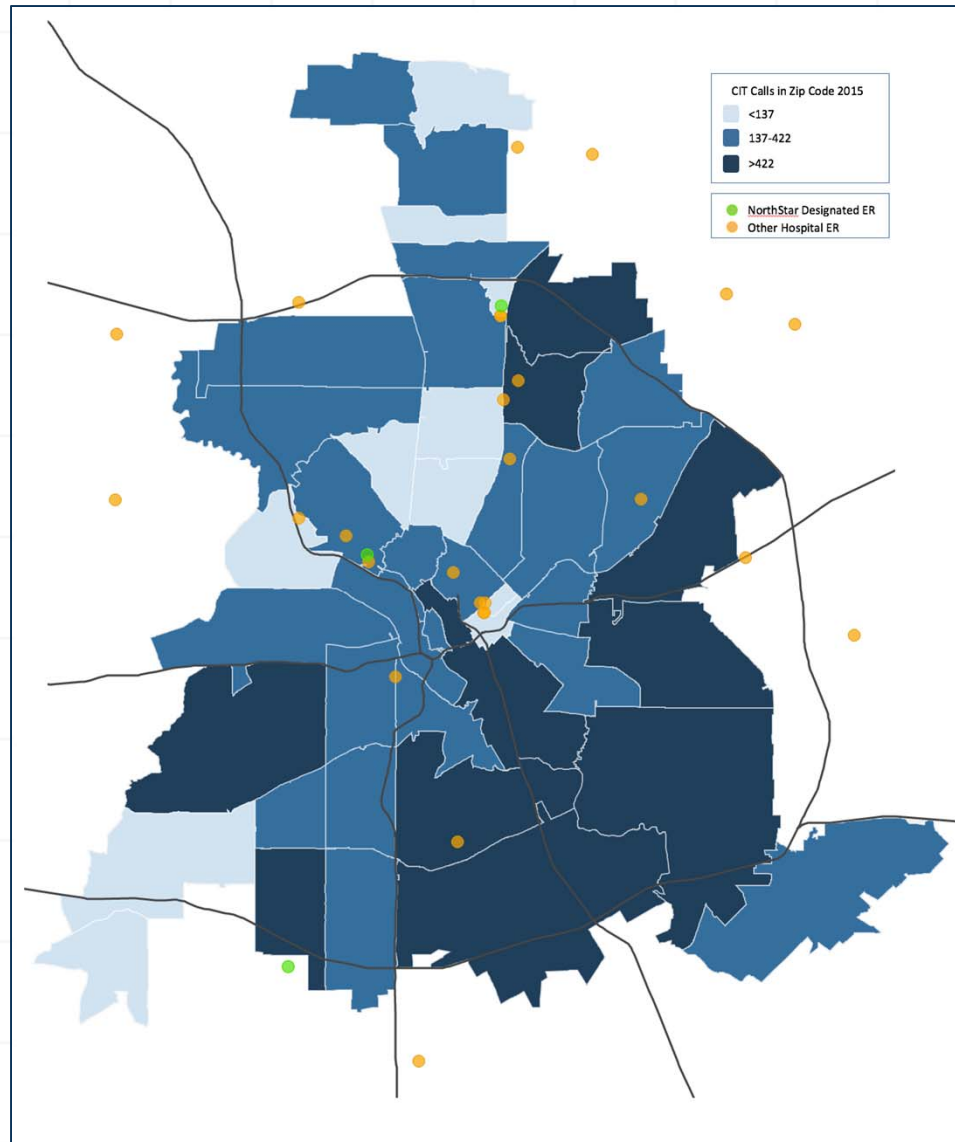 CIT Calls in Zip Code 2015
<137
137-422
>422
NorthStar Designated ER
Other Hospital ER